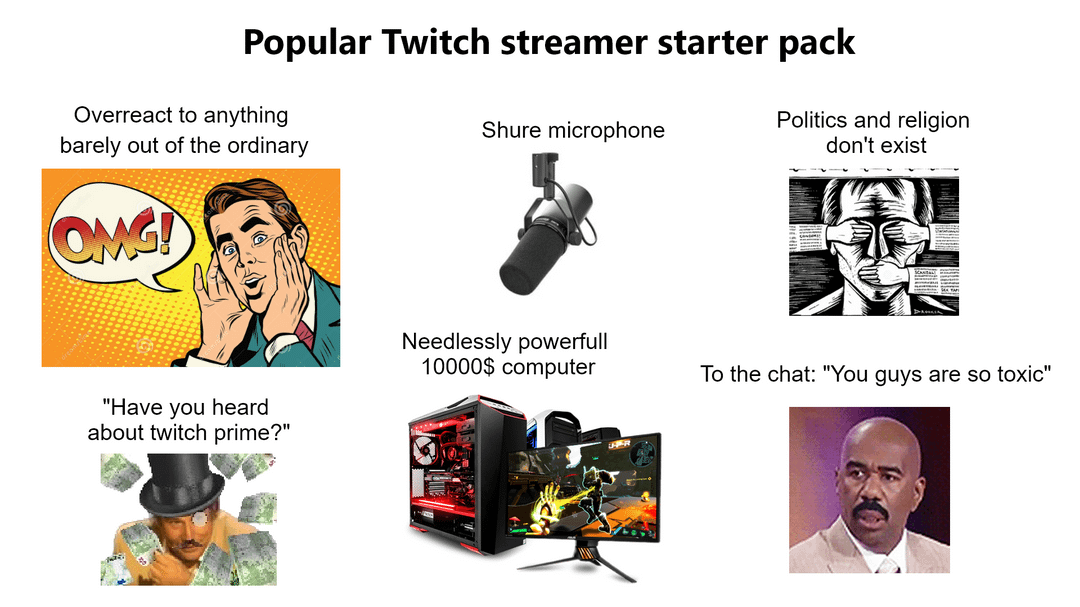 Popular Twitch streamer starter pack
Overreact to anything
barely out of the ordinary
OMG!
Shure microphone
Politics and religion
don't exist
Needlessly powerfull
10000$ computer
"Have you heard
about twitch prime?"
To the chat: "You guys are so toxic"